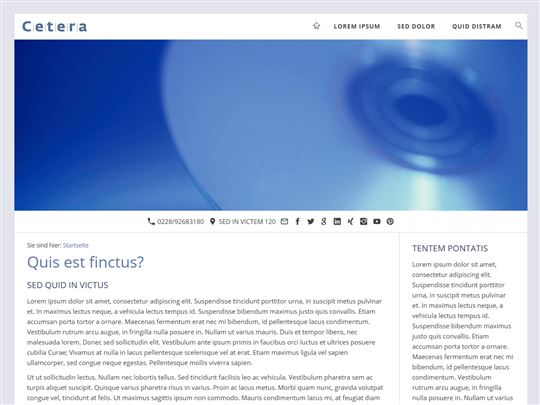 Cetera
LOREM IPSUM SED DOLOR QUID DISTRAM
0228/92683180 SED IN VICTEM 120
Sie sind hier: Startseite
Quis est finctus?
SED QUID IN VICTUS
Lorem ipsum dolor sit amet, consectetur adipiscing elit. Suspendisse tincidunt porttitor urna, in suscipit metus pulvinar
et. In maximus lectus neque, a vehicula lectus tempus sed. Suspendisse bibendum maximus justo quis convallis. Etiam
accumsan porta tortor a ornare. Maecenas fermentum erat nec mi bibendum, id pellentesque lacus condimentum.
Vestibulum rutrum arcu augue, in fringilla nulla posuere in. Nullam ut varius mauris. Duis et tempor libero, nec
malesuada lorem. Donec sed sollicitudin elit. Vestibulum ante ipsum primis in faucibus orci luctus et ultrices posuere
cubilia Curae; Vivamus at nulla in lacus pellentesque scelerisque vel at erat. Etiam maximus ligula vel sapien
ullamcorper, sed congue neque egestas. Pellentesque mollis viverra sapien.
Ut ut sollicitudin lectus. Nullam nec lobortis tellus. Sed tincidunt facilisis leo ac vehicula. Vestibulum pharetra sem ac
turpis aliquet suscipit. Quisque pharetra risus in varius. Proin ac lacus metus. Morbi quam nunc, gravida volutpat
congue vel, tincidunt at felis. Ut maximus sagittis ipsum non commodo. Mauris condimentum lacus mi, at feugiat diam
TENTEM PONTATIS
Lorem ipsum dolor sit amet,
consectetur adipiscing elit.
Suspendisse tincidunt porttitor
urna, in suscipit metus pulvinar
et. In maximus lectus neque, a
vehicula lectus tempus sed.
Suspendisse bibendum maximus
justo quis convallis. Etiam
accumsan porta tortor a ornare.
Maecenas fermentum erat nec mi
bibendum, id pellentesque lacus
condimentum. Vestibulum
rutrum arcu augue, in fringilla
nulla posuere in. Nullam ut varius